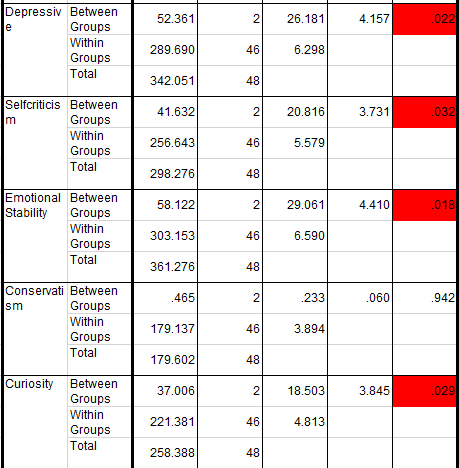 Depressiv Between 52.361 2 26.181 4.157 .022
e Groups
Within 289.690 46 6.298
Groups
Total 342.051 48
Selfcriticis Between 41.632 2 20.816 3.731 .032
m Groups
Within 256.643 46 5.579
Groups
Total 298.276 48
Emotional Between 58.122 2 29.061 4.410 .018
Stability Groups
Within 303.153 46 6.590
Groups
Total 361.276 48
Conservati Between .465 2 .233 .060 .942
sm Groups
Within 179.137 46 3.894
Groups
Total 179.602 48
Curiosity Between 37.006 2 18.503 3.845 .029
Groups
Within 221.381 46 4.813
Groups
Total 258.388 48